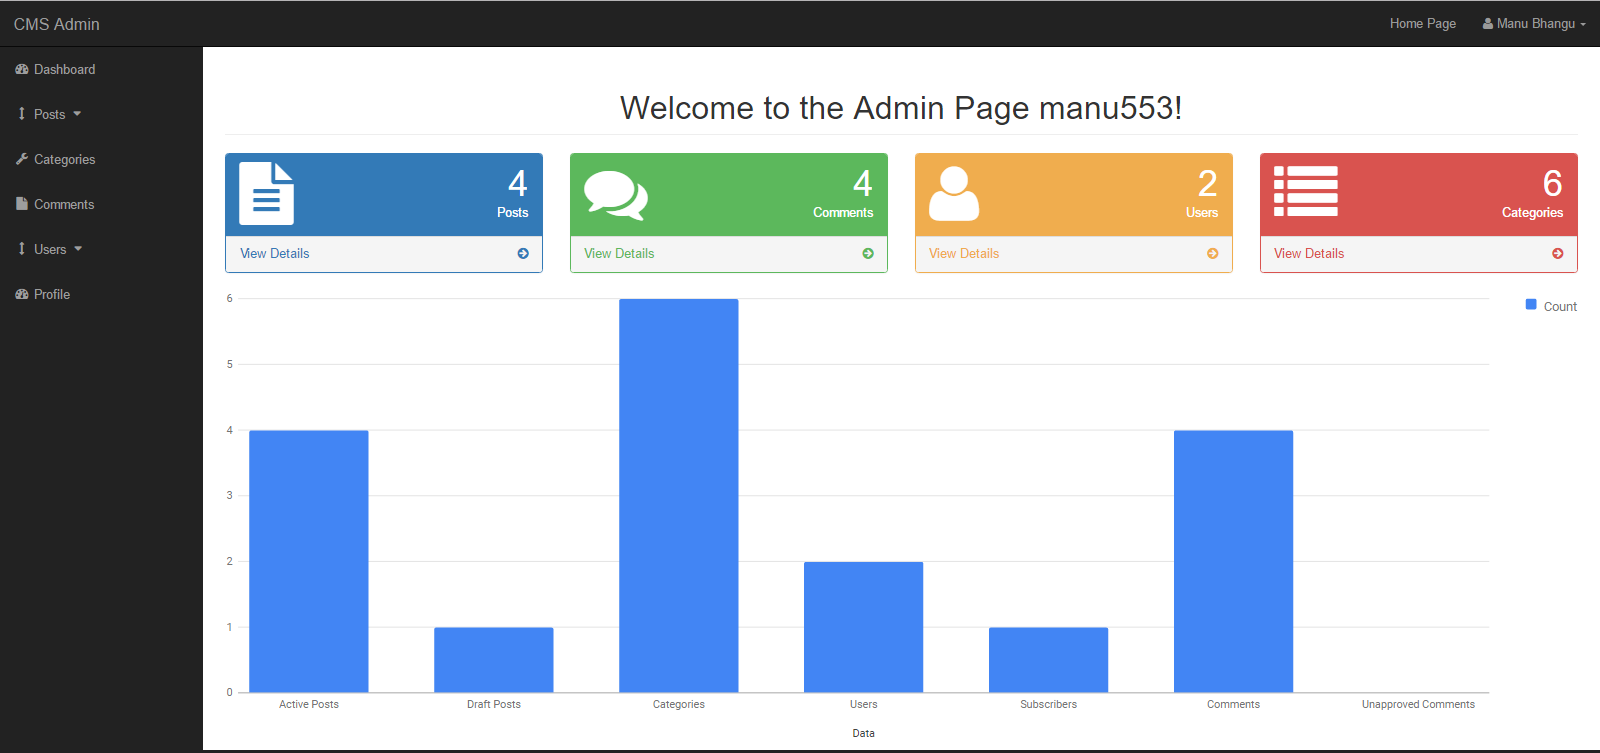 CMS Admin
Home Page
Manu Bhangu
Dashboard
Posts
Categories
Comments
Users
Profile
Welcome to the Admin Page manu553!
4
Posts
View Details
4
Comments
View Details
2
Users
View Details
6
Categories
View Details
6
5
4
3
2
1
0
Count
Active Posts
Draft Posts
Categories
Users
Subscribers
Comments
Unapproved Comments
Data